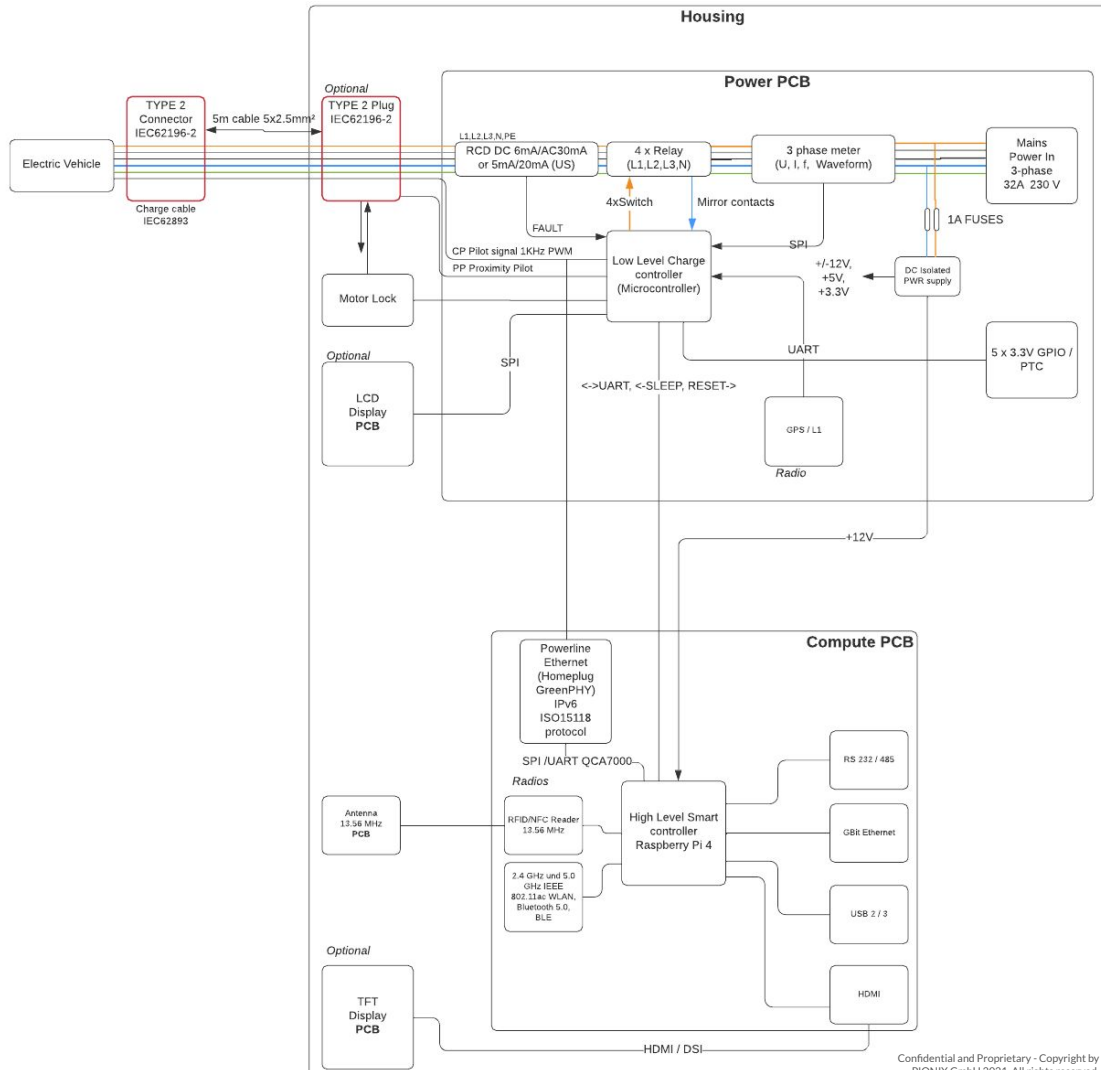 Housing
Power PCB
Optional
TYPE 2
Connector
IEC62196-2
5m cable 5x2.5mm²
TYPE 2 Plug
IEC62196-2
Electric Vehicle
Charge cable
IEC62893
L1,L2,L3,N,PE
RCD DC 6mA/AC30mA
or 5mA/20mA (US)
4 x Relay
(L1,L2,L3,N)
3 phase meter
(U, I, f, Waveform)
Mains
Power In
3-phase
32A 230 V
4xSwitch
Mirror contacts
1A FUSES
FAULT
SPI
CP Pilot signal 1KHz PWM
PP Proximity Pilot
Low Level Charge
controller
(Microcontroller)
+/-12V,
+5V,
+3.3V
DC Isolated
PWR supply
Motor Lock
Optional
LCD
Display
PCB
SPI
UART
5 x 3.3V GPIO /
PTC
<->UART, <-SLEEP, RESET->
GPS / L1
Radio
+12V
Compute PCB
Powerline
Ethernet
(Homeplug
GreenPHY)
IPv6
ISO15118
protocol
SPI /UART QCA7000
Radios
RS 232 / 485
Antenna
13.56 MHz
PCB
RFID/NFC Reader
13.56 MHz
High Level Smart
controller
Raspberry Pi 4
GBit Ethernet
2.4 GHz und 5.0
GHz IEEE
802.11ac WLAN,
Bluetooth 5.0,
BLE
USB 2 / 3
Optional
TFT
Display
PCB
HDMI
HDMI / DSI
Confidential and Proprietary - Copyright by
PIONIX GmbH 2021. All rights reserved